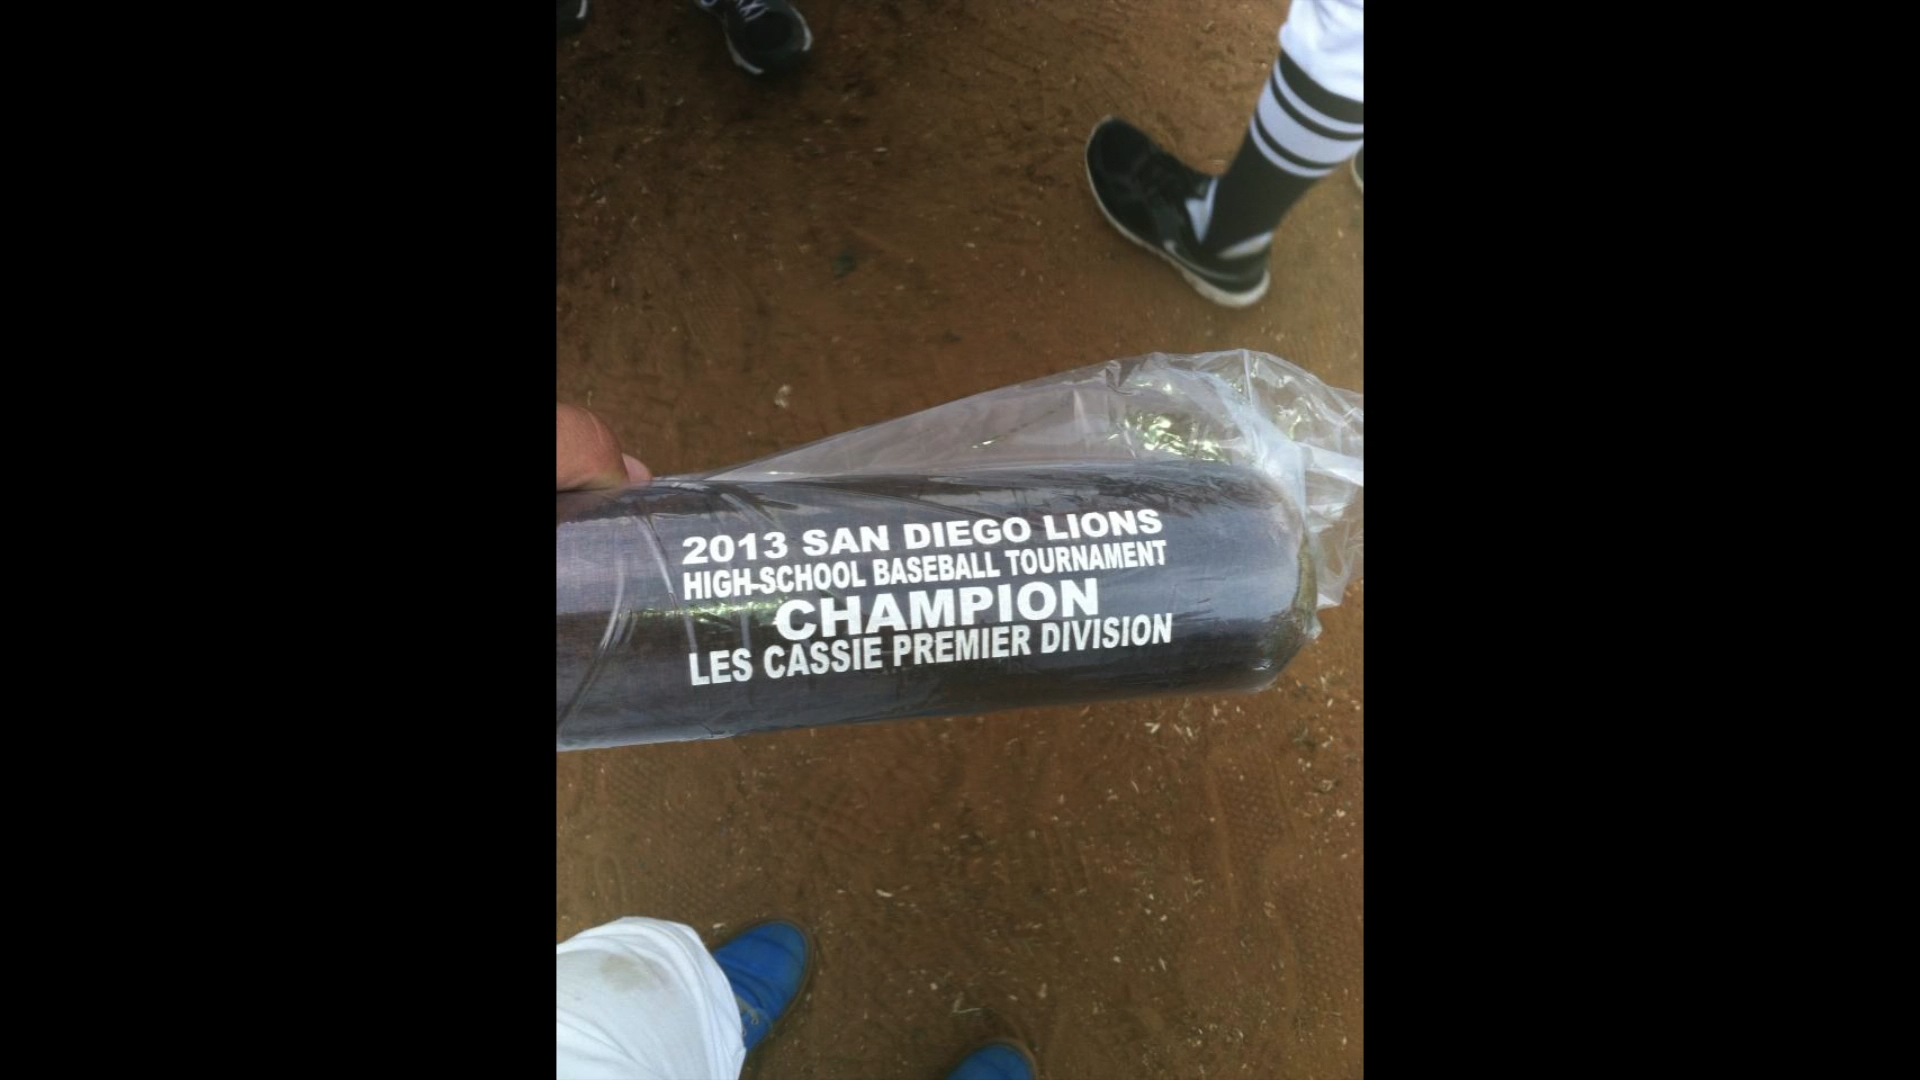 2013 SAN DIEGO LIONS
HIGH-SCHOOL BASEBALL TOURNAMENT
CHAMPION
LES CASSIE PREMIER DIVISION